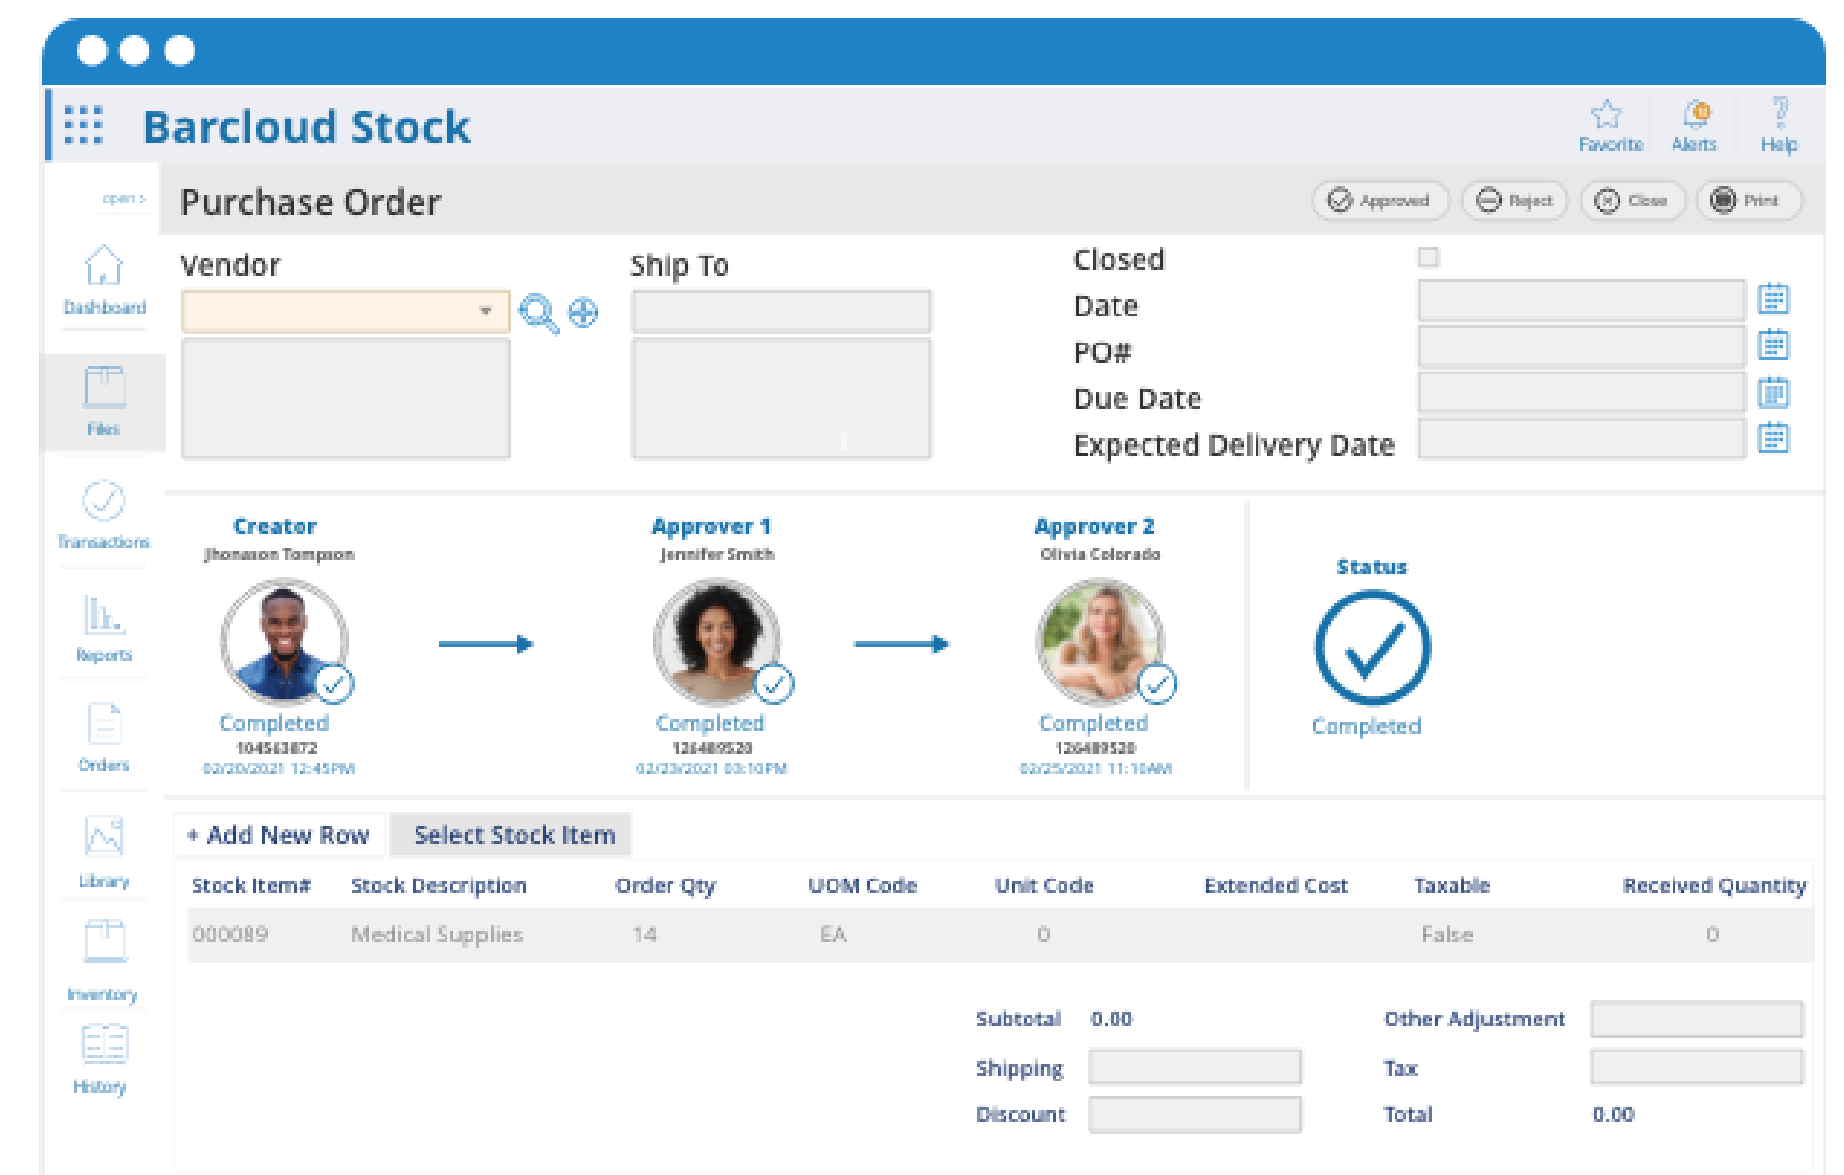 Barcloud Stock
Favorite
Alerts
Help
open >
Purchase Order
Approved
Reject
Close
Print
Dashboard
Files
Transactions
Reports
Orders
Library
Inventory
History
Vendor
Ship To
Closed
Date
PO#
Due Date
Expected Delivery Date
Creator
Jhonason Tompson
Completed
104563872
02/20/2021 12:45PM
Approver 1
Jennifer Smith
Completed
126489520
02/23/2021 03:10PM
Approver 2
Olivia Colorado
Completed
126489520
02/25/2021 11:10AM
Status
Completed
+ Add New Row
Select Stock Item
Stock Item# Stock Description Order Qty UOM Code Unit Code Extended Cost Taxable Received Quantity
000089 Medical Supplies 14 EA 0 False 0
Subtotal 0.00
Other Adjustment
Shipping
Tax
Discount
Total 0.00